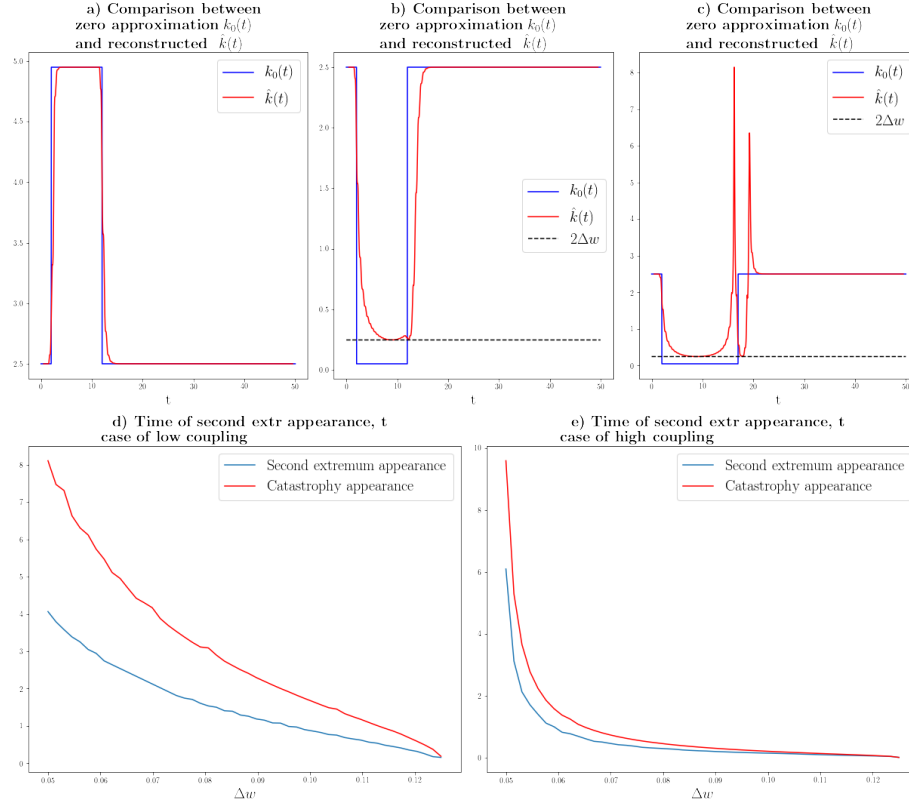 a) Comparison between
zero approximation k₀(t)
and reconstructed k̂(t)
5.0
4.5
4.0
3.5
3.0
2.5
0
10
20
30
40
50
t
k₀(t)
k̂(t)
b) Comparison between
zero approximation k₀(t)
and reconstructed k̂(t)
2.5
2.0
1.5
1.0
0.5
0.0
0
10
20
30
40
50
t
k₀(t)
k̂(t)
2Δw
c) Comparison between
zero approximation k₀(t)
and reconstructed k̂(t)
8
7
6
5
4
3
2
1
0
0
10
20
30
40
50
t
k₀(t)
k̂(t)
2Δw
d) Time of second extr appearance, t
case of low coupling
8
7
6
5
4
3
2
1
0
0.05
0.06
0.07
0.08
0.09
0.10
0.11
0.12
Δw
Second extremum appearance
Catastrophy appearance
e) Time of second extr appearance, t
case of high coupling
10
8
6
4
2
0
0.05
0.06
0.07
0.08
0.09
0.10
0.11
0.12
Δw
Second extremum appearance
Catastrophy appearance